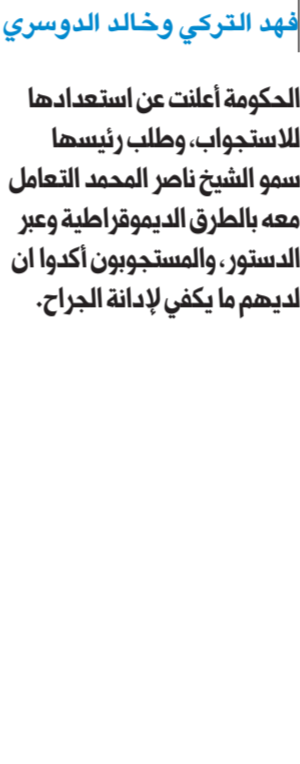 فهد التركي وخالد الدوسري
الحكومة أعلنت عن استعدادها
للاستجواب، وطلب رئيسها
سمو الشيخ ناصر المحمد التعامل
معه بالطرق الديموقراطية وعبر
الدستور، والمستجوبون أكدوا ان
لديهم ما يكفي لإدانة الجراح.